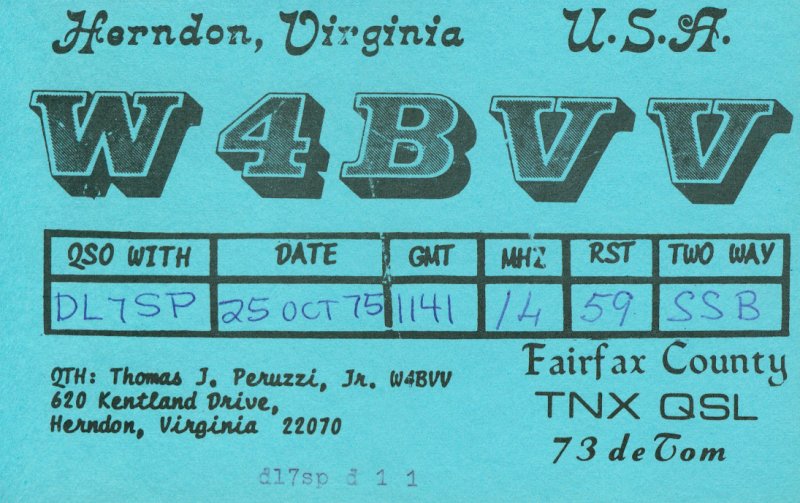 Herndon, Virginia U.S.A.
W4BVV
QSO WITH DATE GMT MHZ RST TWO WAY
DL7SP 25 OCT 75 1141 14 59 SSB
QTH: Thomas J. Peruzzi, Jr. W4BVV
620 Kentland Drive,
Herndon, Virginia 22070
Fairfax County
TNX QSL
73 de Tom
dl7sp d 1 1